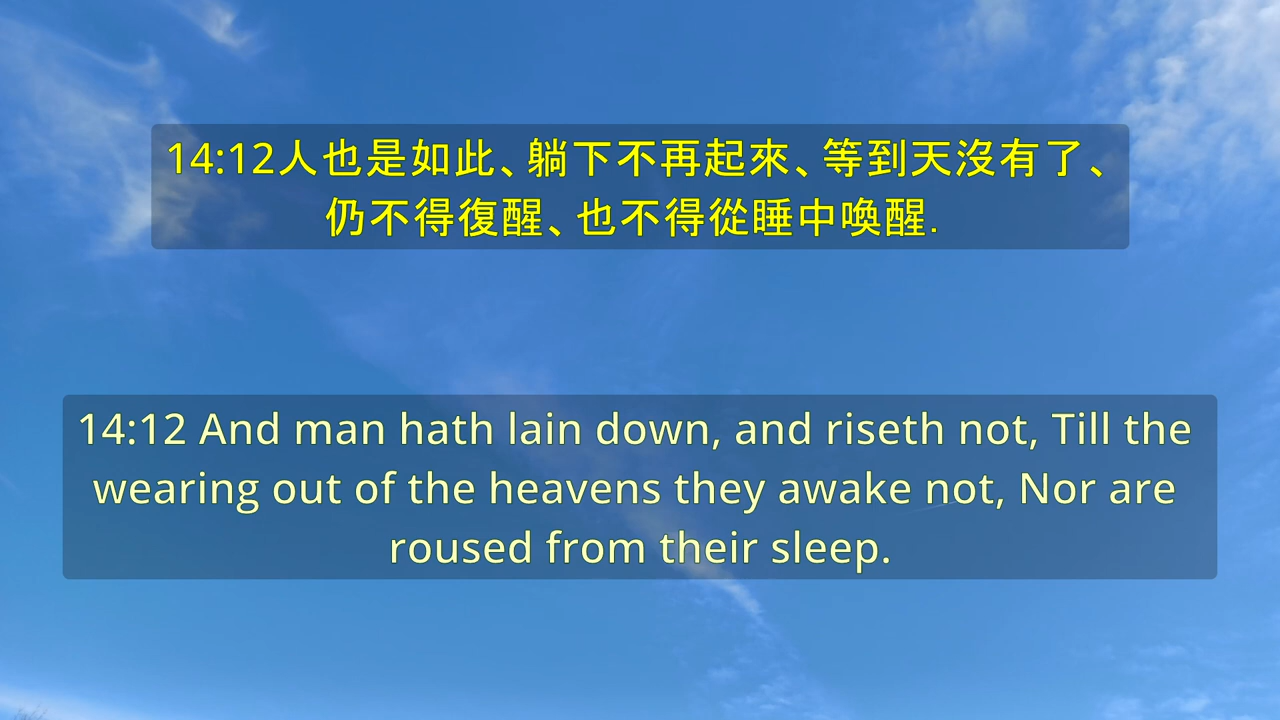 14:12人也是如此、躺下不再起來、等到天沒有了、
仍不得復醒、也不得從睡中喚醒.
14:12 And man hath lain down, and riseth not, Till the
wearing out of the heavens they awake not, Nor are
roused from their sleep.